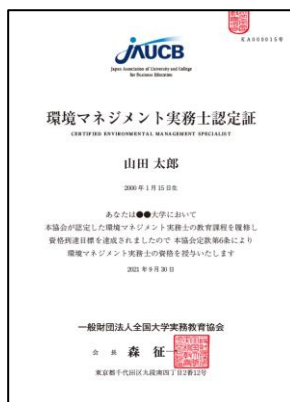 EA000015号
JAUCB
Japan Association of University and College
for Business Education
環境マネジメント実務士認定証
CERTIFIED ENVIRONMENTAL MANAGEMENT SPECIALIST
山田 太郎
2000年1月15日生
あなたは●●大学において
本協会が認定した環境マネジメント実務士の教育課程を履修し
資格到達目標を達成されましたので 本協会定款第6条により
環境マネジメント実務士の資格を授与いたします
2021年9月30日
一般財団法人全国大学実務教育協会
会 長 森 征一
東京都千代田区九段南四丁目2番12号